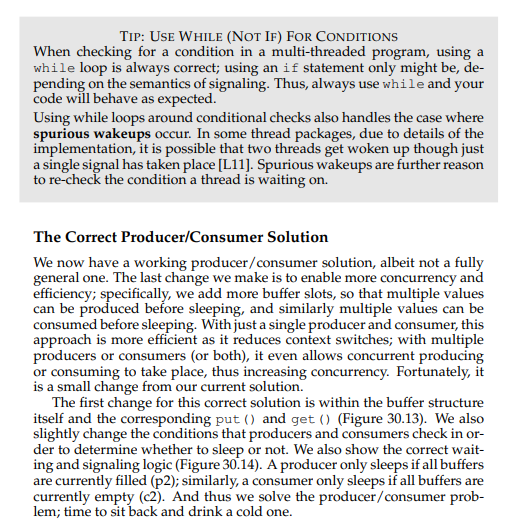 TIP: USE WHILE (NOT IF) FOR CONDITIONS
When checking for a condition in a multi-threaded program, using a
while loop is always correct; using an if statement only might be, de-
pending on the semantics of signaling. Thus, always use while and your
code will behave as expected.
Using while loops around conditional checks also handles the case where
spurious wakeups occur. In some thread packages, due to details of the
implementation, it is possible that two threads get woken up though just
a single signal has taken place [L11]. Spurious wakeups are further reason
to re-check the condition a thread is waiting on.
The Correct Producer/Consumer Solution
We now have a working producer/consumer solution, albeit not a fully
general one. The last change we make is to enable more concurrency and
efficiency; specifically, we add more buffer slots, so that multiple values
can be produced before sleeping, and similarly multiple values can be
consumed before sleeping. With just a single producer and consumer, this
approach is more efficient as it reduces context switches; with multiple
producers or consumers (or both), it even allows concurrent producing
or consuming to take place, thus increasing concurrency. Fortunately, it
is a small change from our current solution.
The first change for this correct solution is within the buffer structure
itself and the corresponding put() and get() (Figure 30.13). We also
slightly change the conditions that producers and consumers check in or-
der to determine whether to sleep or not. We also show the correct wait-
ing and signaling logic (Figure 30.14). A producer only sleeps if all buffers
are currently filled (p2); similarly, a consumer only sleeps if all buffers are
currently empty (c2). And thus we solve the producer/consumer prob-
lem; time to sit back and drink a cold one.